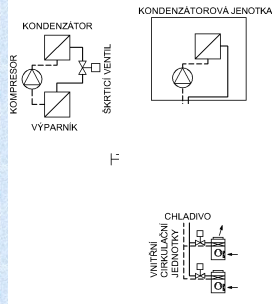 KONDENZÁTOR
KOMPRESOR
ŠKRTICÍ VENTIL
VÝPARNÍK
KONDENZÁTOROVÁ JENOTKA
CHLADIVO
VNITŘNÍ
CIRKULAČNÍ
JEDNOTKY